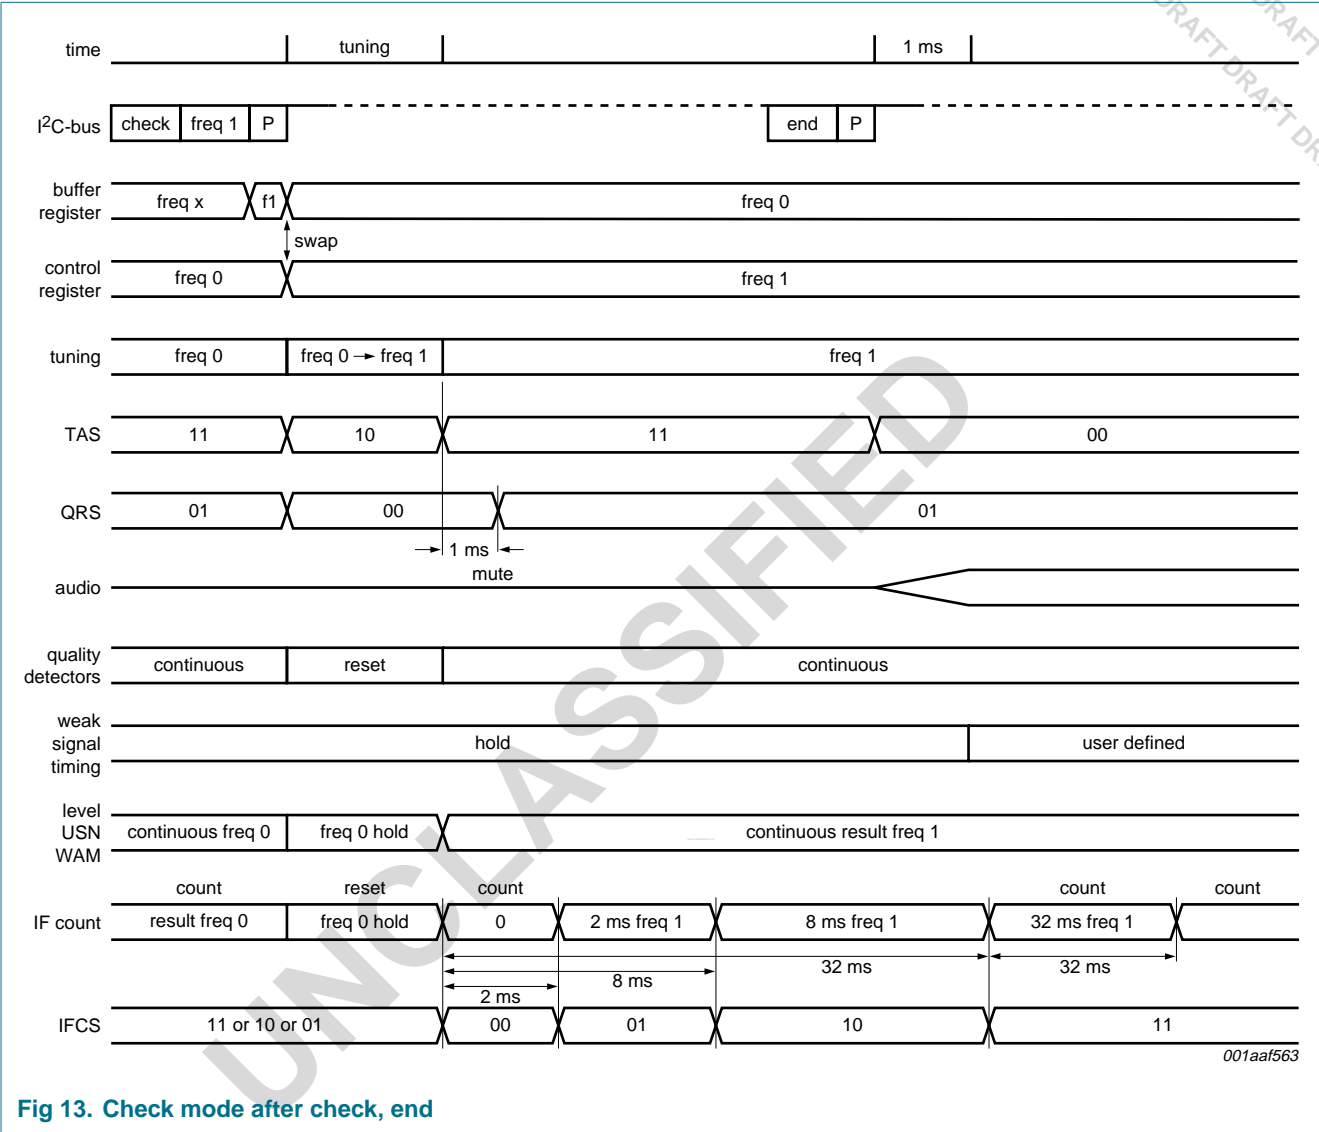 DRAFT DRAFT DR
DRAFT
time
tuning
1 ms
I2C-bus
check
freq 1
P
end
P
buffer
register
freq x
f1
freq 0
swap
control
register
freq 0
freq 1
tuning
freq 0 → freq 1
freq 0
freq 1
TAS
11
10
11
00
QRS
01
00
01
1 ms
mute
audio
quality
detectors
continuous
reset
continuous
weak
signal
timing
hold
user defined
level
USN
WAM
continuous freq 0
freq 0 hold
continuous result freq 1
count
reset
count
count
count
IF count
result freq 0
freq 0 hold
0
2 ms freq 1
8 ms freq 1
32 ms freq 1
32 ms
32 ms
8 ms
2 ms
IFCS
11 or 10 or 01
00
01
10
11
001aaf563
UNCLASSIFIED
Fig 13. Check mode after check, end